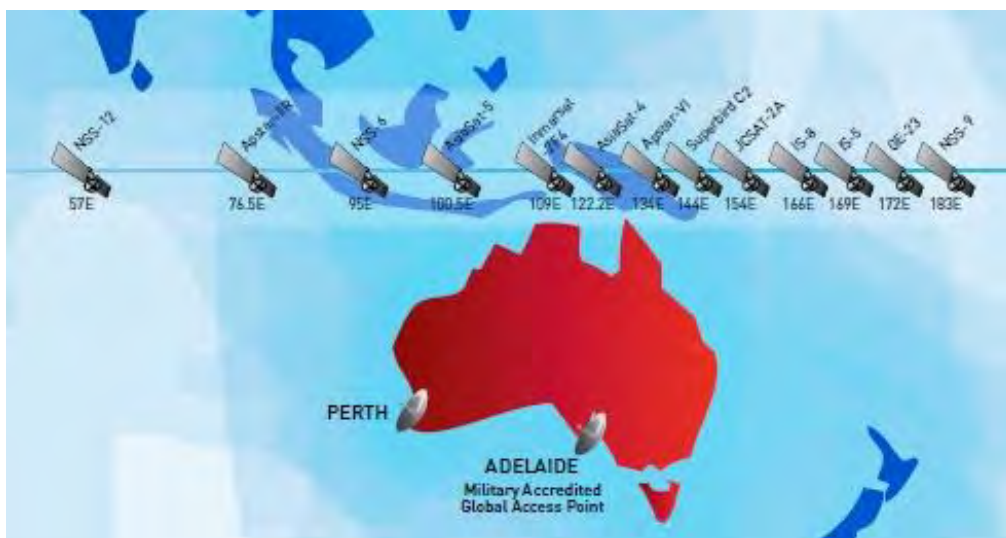 NSS-12
NSS-6
AsiaSat-5
Inmarsat
AsiaSat-4
Apstar-VI
Superbird C2
JCSAT-2A
IS-8
IS-5
GE-23
NSS-9
57E
76.5E
95E
100.5E
109E
122.2E
134E
144E
154E
166E
169E
172E
183E
PERTH
ADELAIDE
Military Accredited
Global Access Point